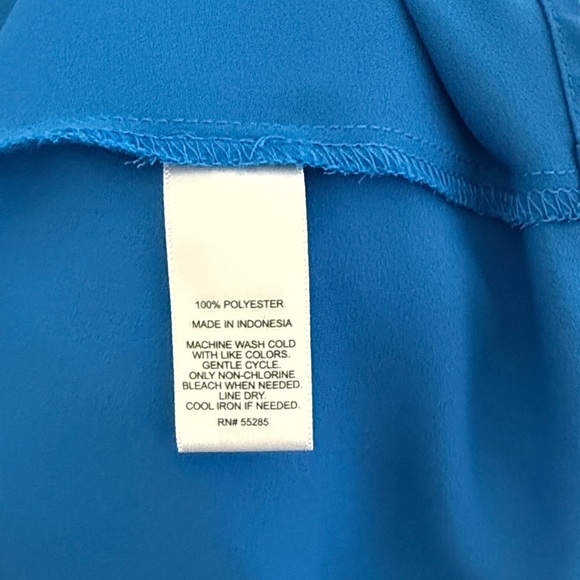 100% POLYESTER
MADE IN INDONESIA
MACHINE WASH COLD
WITH LIKE COLORS.
GENTLE CYCLE.
ONLY NON-CHLORINE
BLEACH WHEN NEEDED.
LINE DRY.
COOL IRON IF NEEDED.
RN# 55285